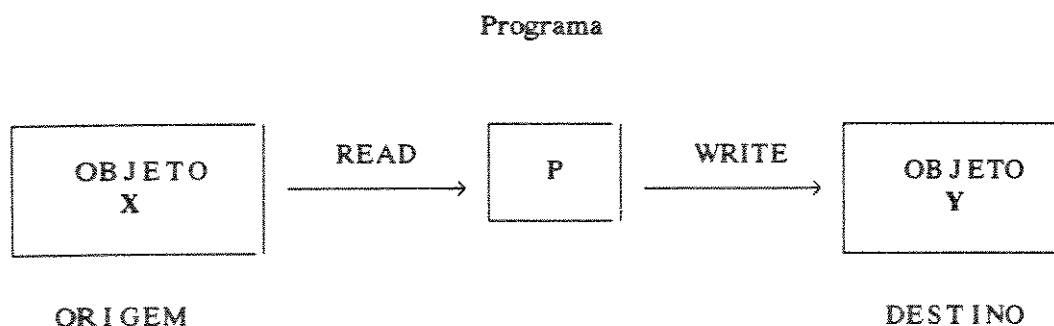 Programa
READ
WRITE
OBJETO
X
P
OBJETO
Y
ORIGEM
DESTINO